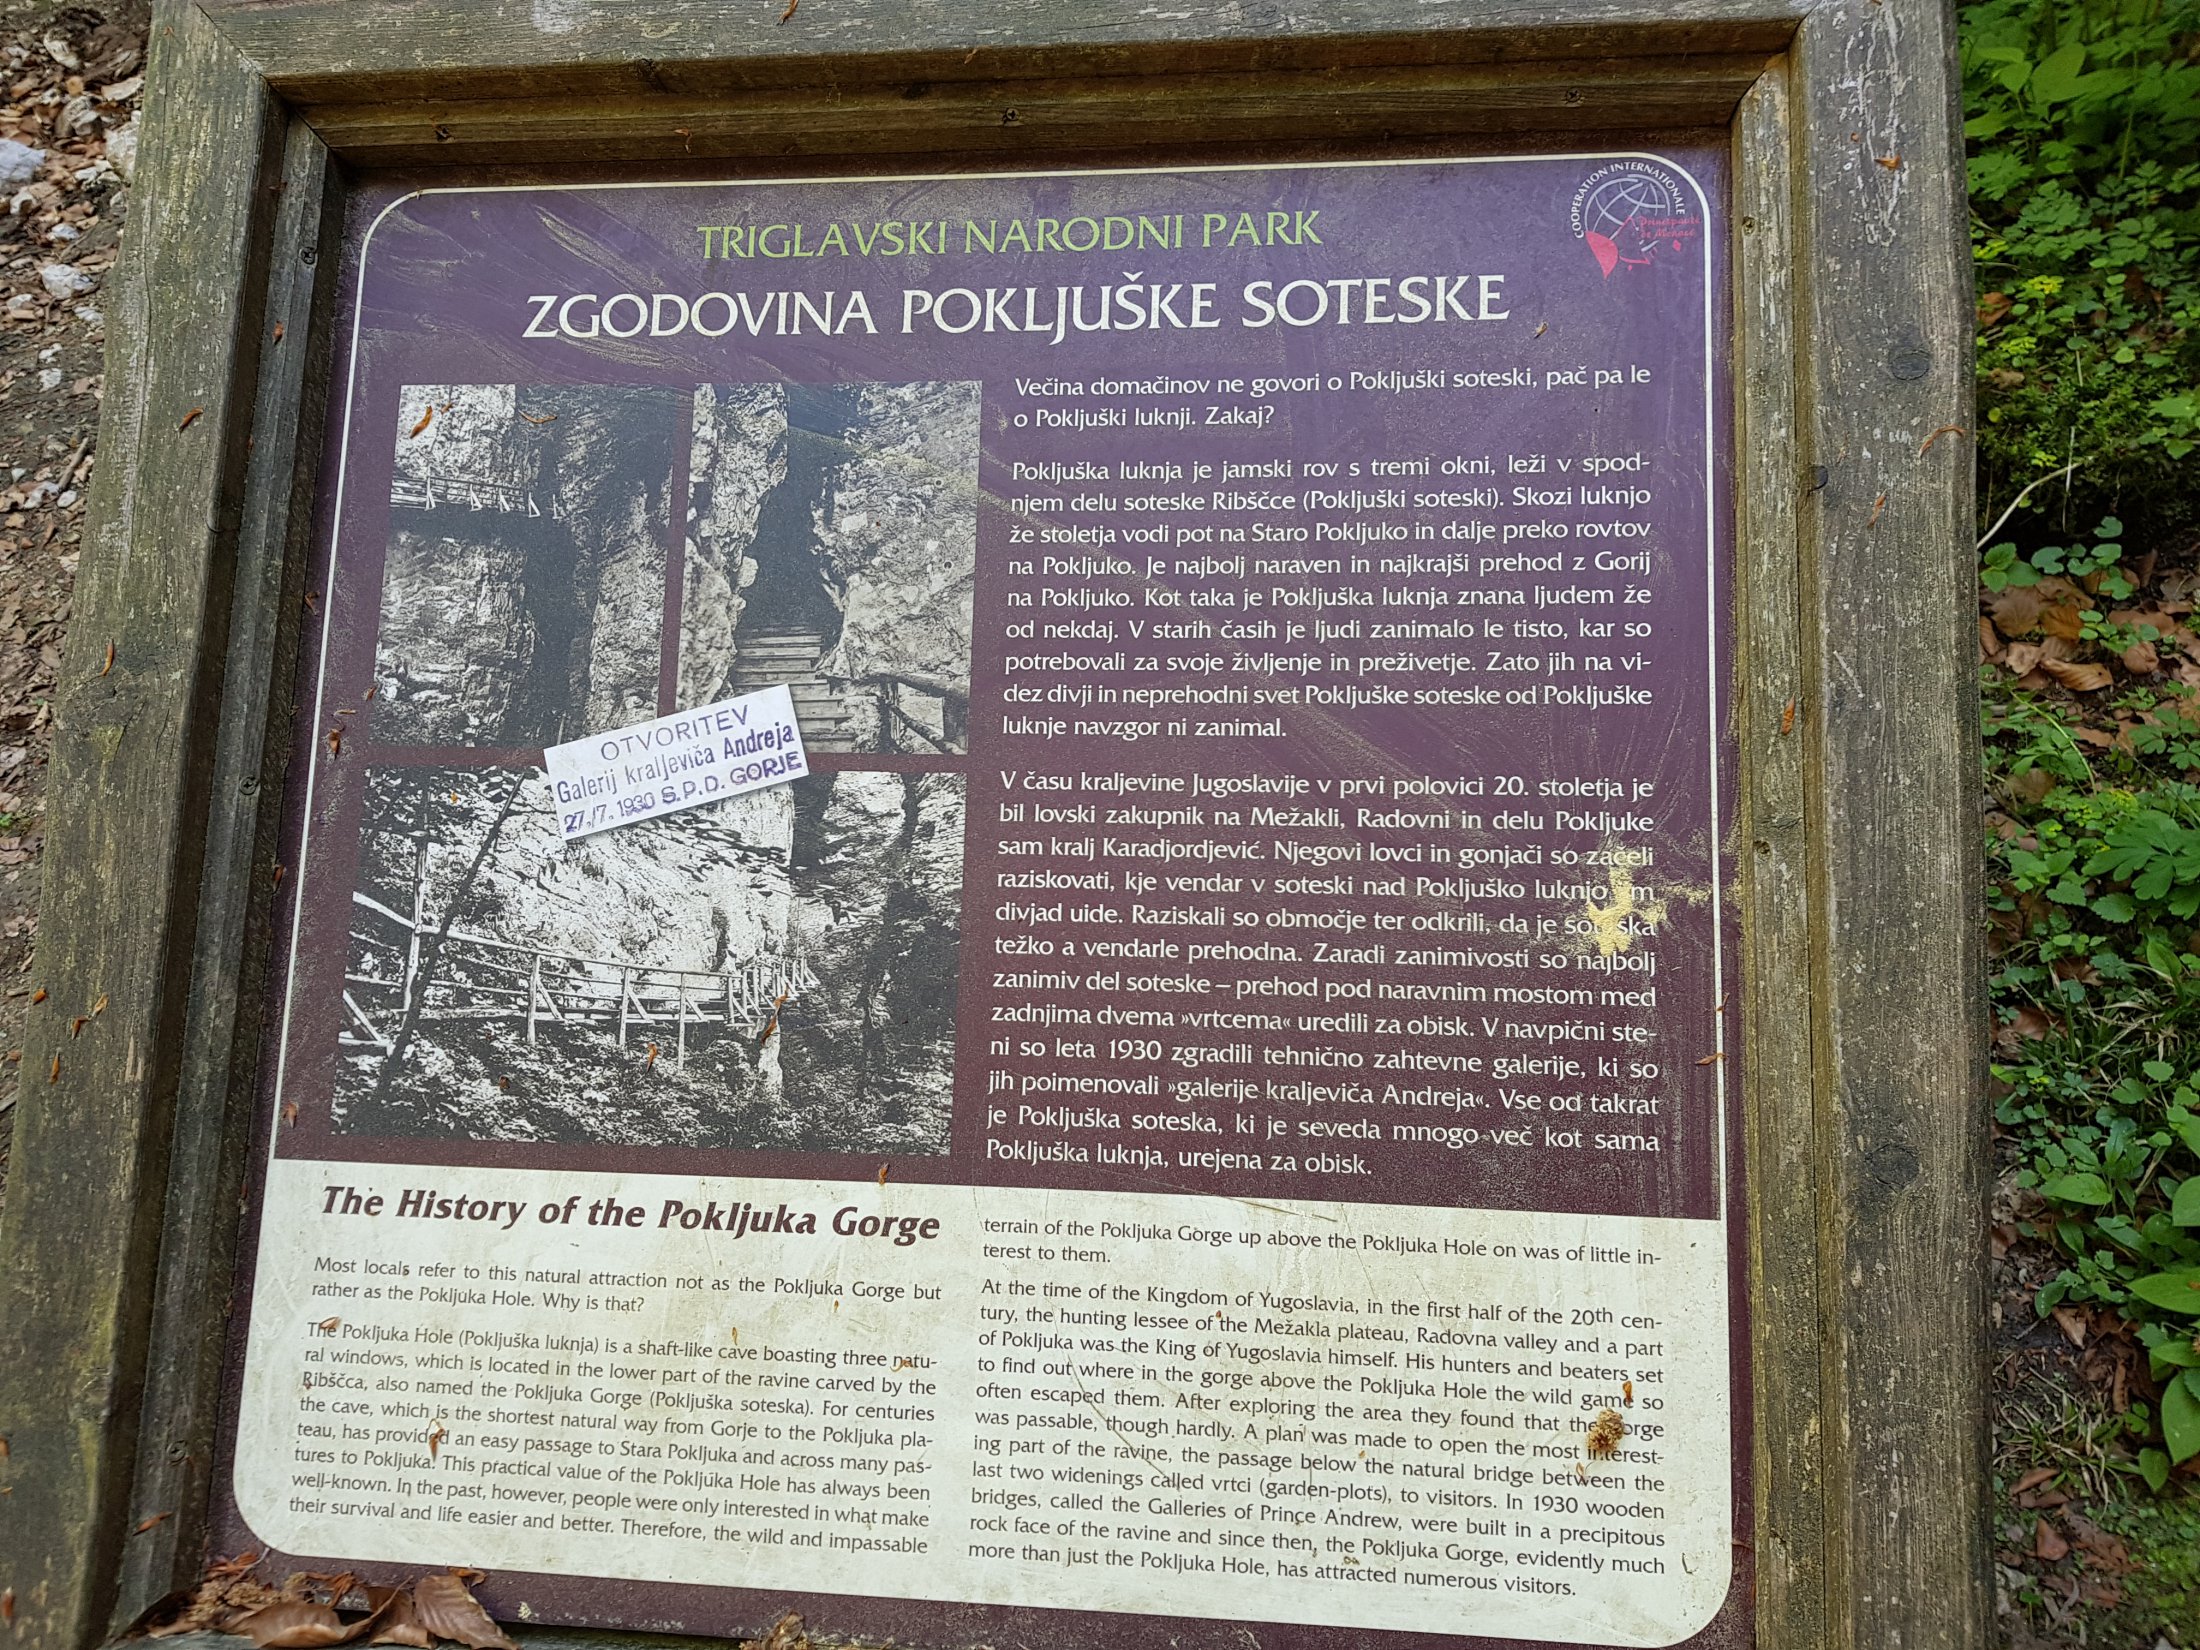 TRIGLAVSKI NARODNI PARK
ZGODOVINA POKLJUŠKE SOTESKE
COOPERATION INTERNATIONALE
Principauté
de Monaco
Večina domačinov ne govori o Pokljuški soteski, pač pa le
o Pokljuški luknji. Zakaj?
Pokljuška luknja je jamski rov s tremi okni, leži v spod-
njem delu soteske Ribščce (Pokljuški soteski). Skozi luknjo
že stoletja vodi pot na Staro Pokljuko in dalje preko rovtov
na Pokljuko. Je najbolj naraven in najkrajši prehod z Gorij
na Pokljuko. Kot taka je Pokljuška luknja znana ljudem že
od nekdaj. V starih časih je ljudi zanimalo le tisto, kar so
potrebovali za svoje življenje in preživetje. Zato jih na vi-
dez divji in neprehodni svet Pokljuške soteske od Pokljuške
luknje navzgor ni zanimal.
V času kraljevine Jugoslavije v prvi polovici 20. stoletja je
bil lovski zakupnik na Mežakli, Radovni in delu Pokljuke
sam kralj Karadjordjević. Njegovi lovci in gonjači so začeli
raziskovati, kje vendar v soteski nad Pokljuško luknjo jim
divjad uide. Raziskali so območje ter odkrili, da je soteska
težko a vendarle prehodna. Zaradi zanimivosti so najbolj
zanimiv del soteske – prehod pod naravnim mostom med
zadnjima dvema »vrtcema« uredili za obisk. V navpični ste-
ni so leta 1930 zgradili tehnično zahtevne galerije, ki so
jih poimenovali »galerije kraljeviča Andreja«. Vse od takrat
je Pokljuška soteska, ki je seveda mnogo več kot sama
Pokljuška luknja, urejena za obisk.
OTVORITEV
Galerij kraljeviča Andreja
27./7. 1930 S.P.D. GORJE
The History of the Pokljuka Gorge
Most locals refer to this natural attraction not as the Pokljuka Gorge but
rather as the Pokljuka Hole. Why is that?
The Pokljuka Hole (Pokljuška luknja) is a shaft-like cave boasting three natu-
ral windows, which is located in the lower part of the ravine carved by the
Ribščca, also named the Pokljuka Gorge (Pokljuška soteska). For centuries
the cave, which is the shortest natural way from Gorje to the Pokljuka pla-
teau, has provided an easy passage to Stara Pokljuka and across many pas-
tures to Pokljuka. This practical value of the Pokljuka Hole has always been
well-known. In the past, however, people were only interested in what make
their survival and life easier and better. Therefore, the wild and impassable
terrain of the Pokljuka Gorge up above the Pokljuka Hole on was of little in-
terest to them.
At the time of the Kingdom of Yugoslavia, in the first half of the 20th cen-
tury, the hunting lessee of the Mežakla plateau, Radovna valley and a part
of Pokljuka was the King of Yugoslavia himself. His hunters and beaters set
to find out where in the gorge above the Pokljuka Hole the wild game so
often escaped them. After exploring the area they found that the gorge
was passable, though hardly. A plan was made to open the most interest-
ing part of the ravine, the passage below the natural bridge between the
last two widenings called vrtci (garden-plots), to visitors. In 1930 wooden
bridges, called the Galleries of Prince Andrew, were built in a precipitous
rock face of the ravine and since then, the Pokljuka Gorge, evidently much
more than just the Pokljuka Hole, has attracted numerous visitors.